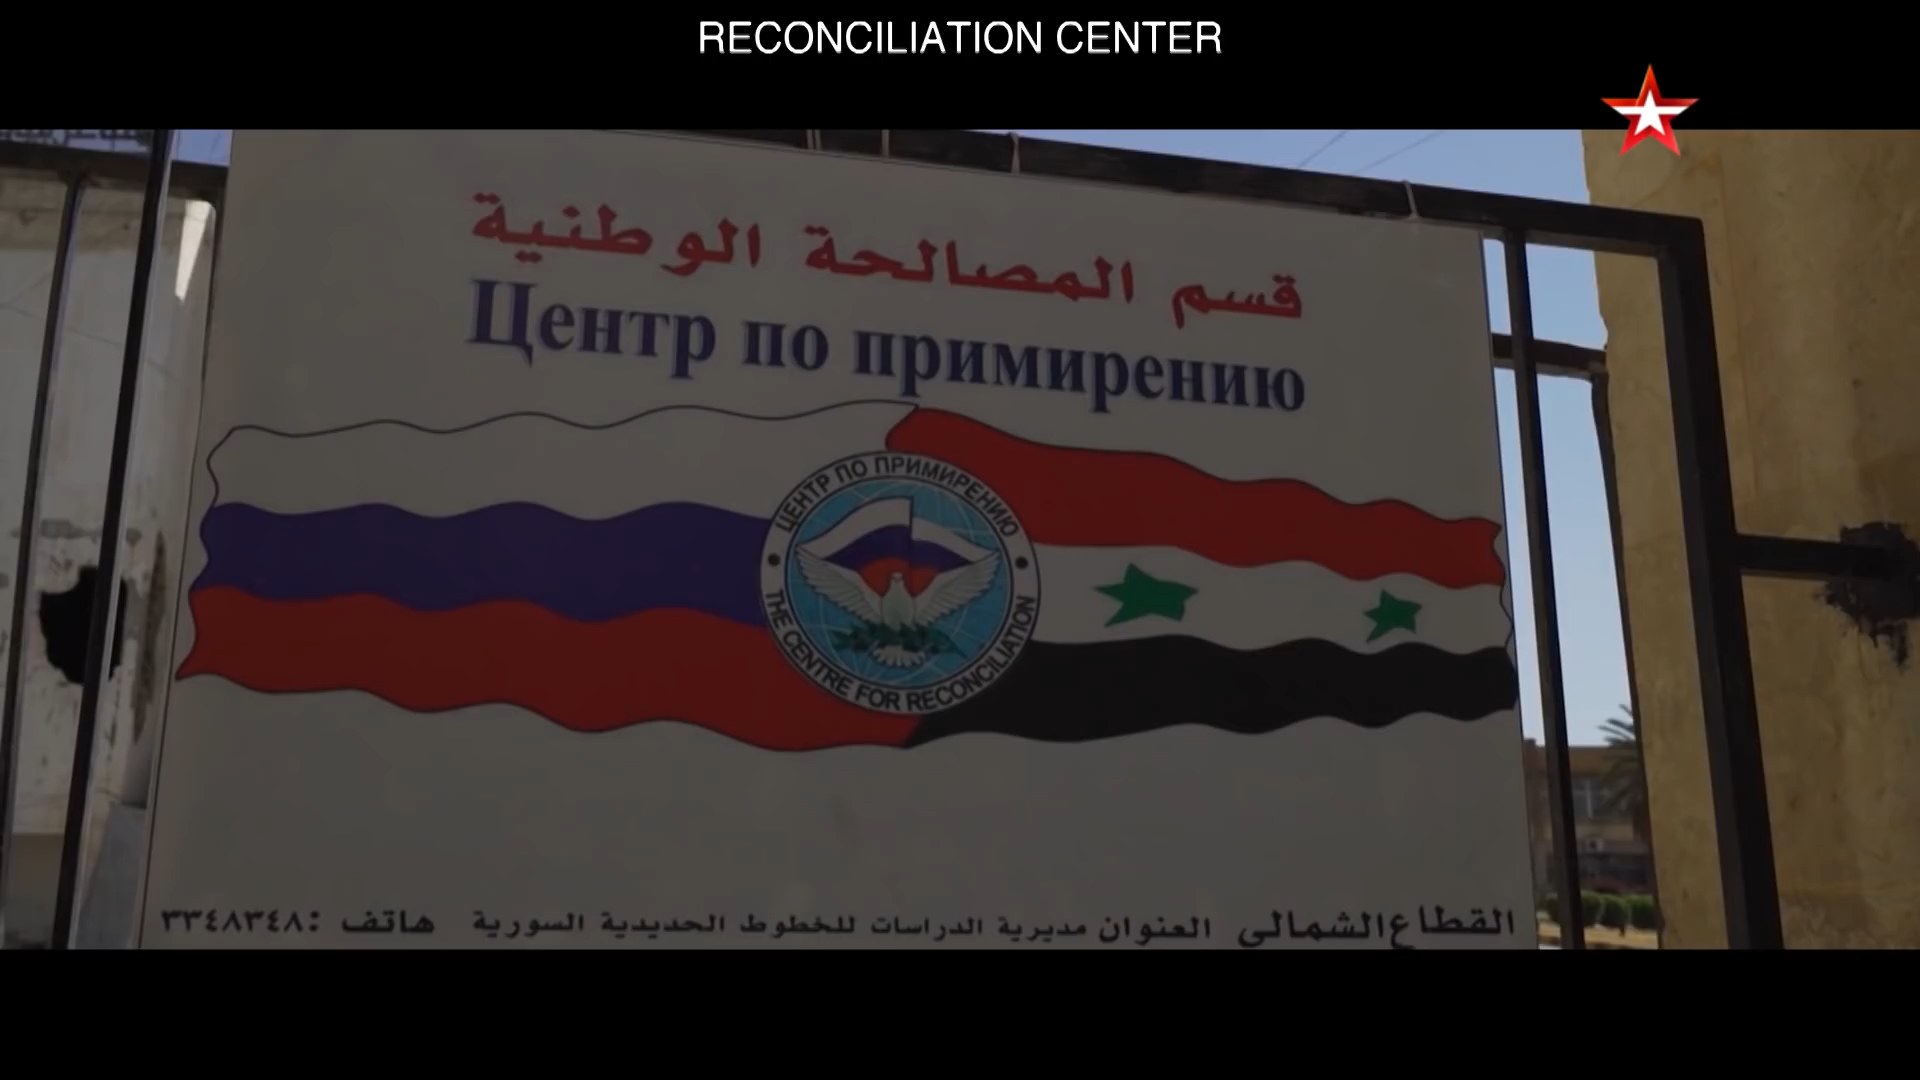 RECONCILIATION CENTER
قسم المصالحة الوطنية
Центр по примирению
ЦЕНТР ПО ПРИМИРЕНИЮ
THE CENTRE FOR RECONCILIATION
القطاع الشمالي العنوان مديرية الدراسات للخطوط الحديدية السورية هاتف : ٣٣٤٨٣٤٨